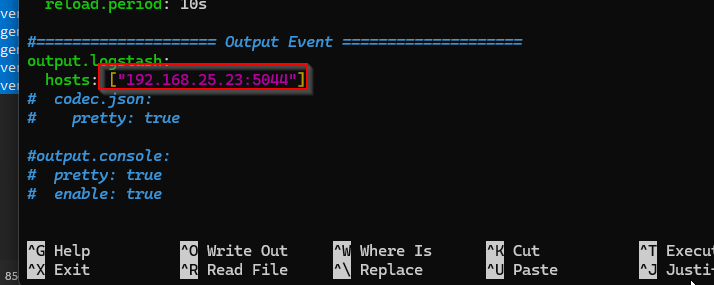 ver
reload.period: 10s
gen
gen
#=================== Output Event ===================
ver
output.logstash:
ver
hosts: ["192.168.25.23:5044"]
#  codec.json:
#    pretty: true
#output.console:
#  pretty: true
#  enable: true
^G Help ^O Write Out ^W Where Is ^K Cut ^T Execut
^X Exit ^R Read File ^\ Replace ^U Paste ^J Justi
85